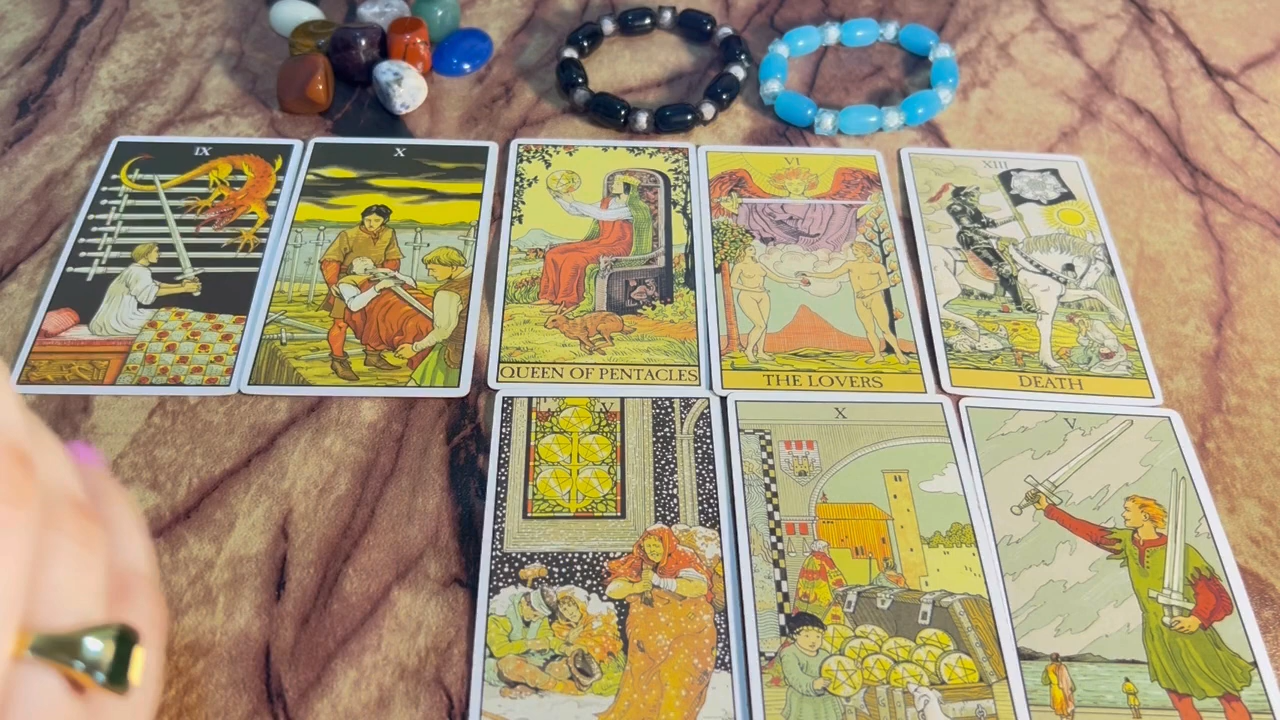 IX
X
QUEEN OF PENTACLES
VI
THE LOVERS
XIII
DEATH
V
X
V